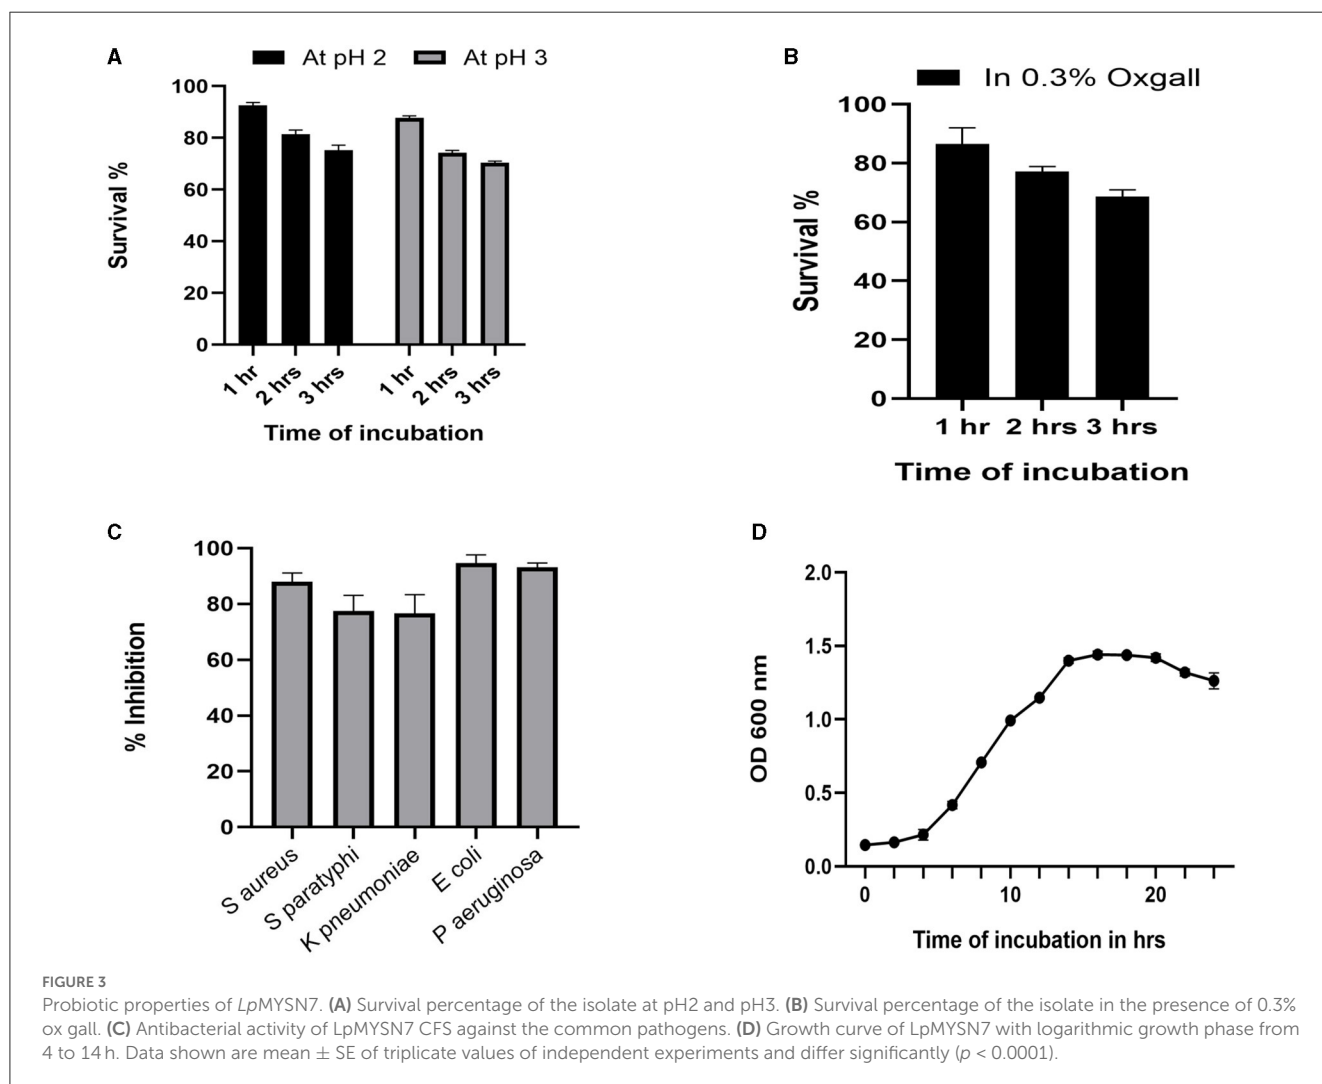 A
At pH 2 At pH 3
Survival %
100
80
60
40
20
0
1 hr 2 hrs 3 hrs 1 hr 2 hrs 3 hrs
Time of incubation
B
In 0.3% Oxgall
Survival %
100
80
60
40
20
0
1 hr 2 hrs 3 hrs
Time of incubation
C
% Inhibition
100
80
60
40
20
0
S aureus S paratyphi K pneumoniae E coli P aeruginosa
D
OD 600 nm
2.0
1.5
1.0
0.5
0.0
0 10 20
Time of incubation in hrs
FIGURE 3
Probiotic properties of LpMYSN7. (A) Survival percentage of the isolate at pH2 and pH3. (B) Survival percentage of the isolate in the presence of 0.3%
ox gall. (C) Antibacterial activity of LpMYSN7 CFS against the common pathogens. (D) Growth curve of LpMYSN7 with logarithmic growth phase from
4 to 14 h. Data shown are mean ± SE of triplicate values of independent experiments and differ significantly (p < 0.0001).